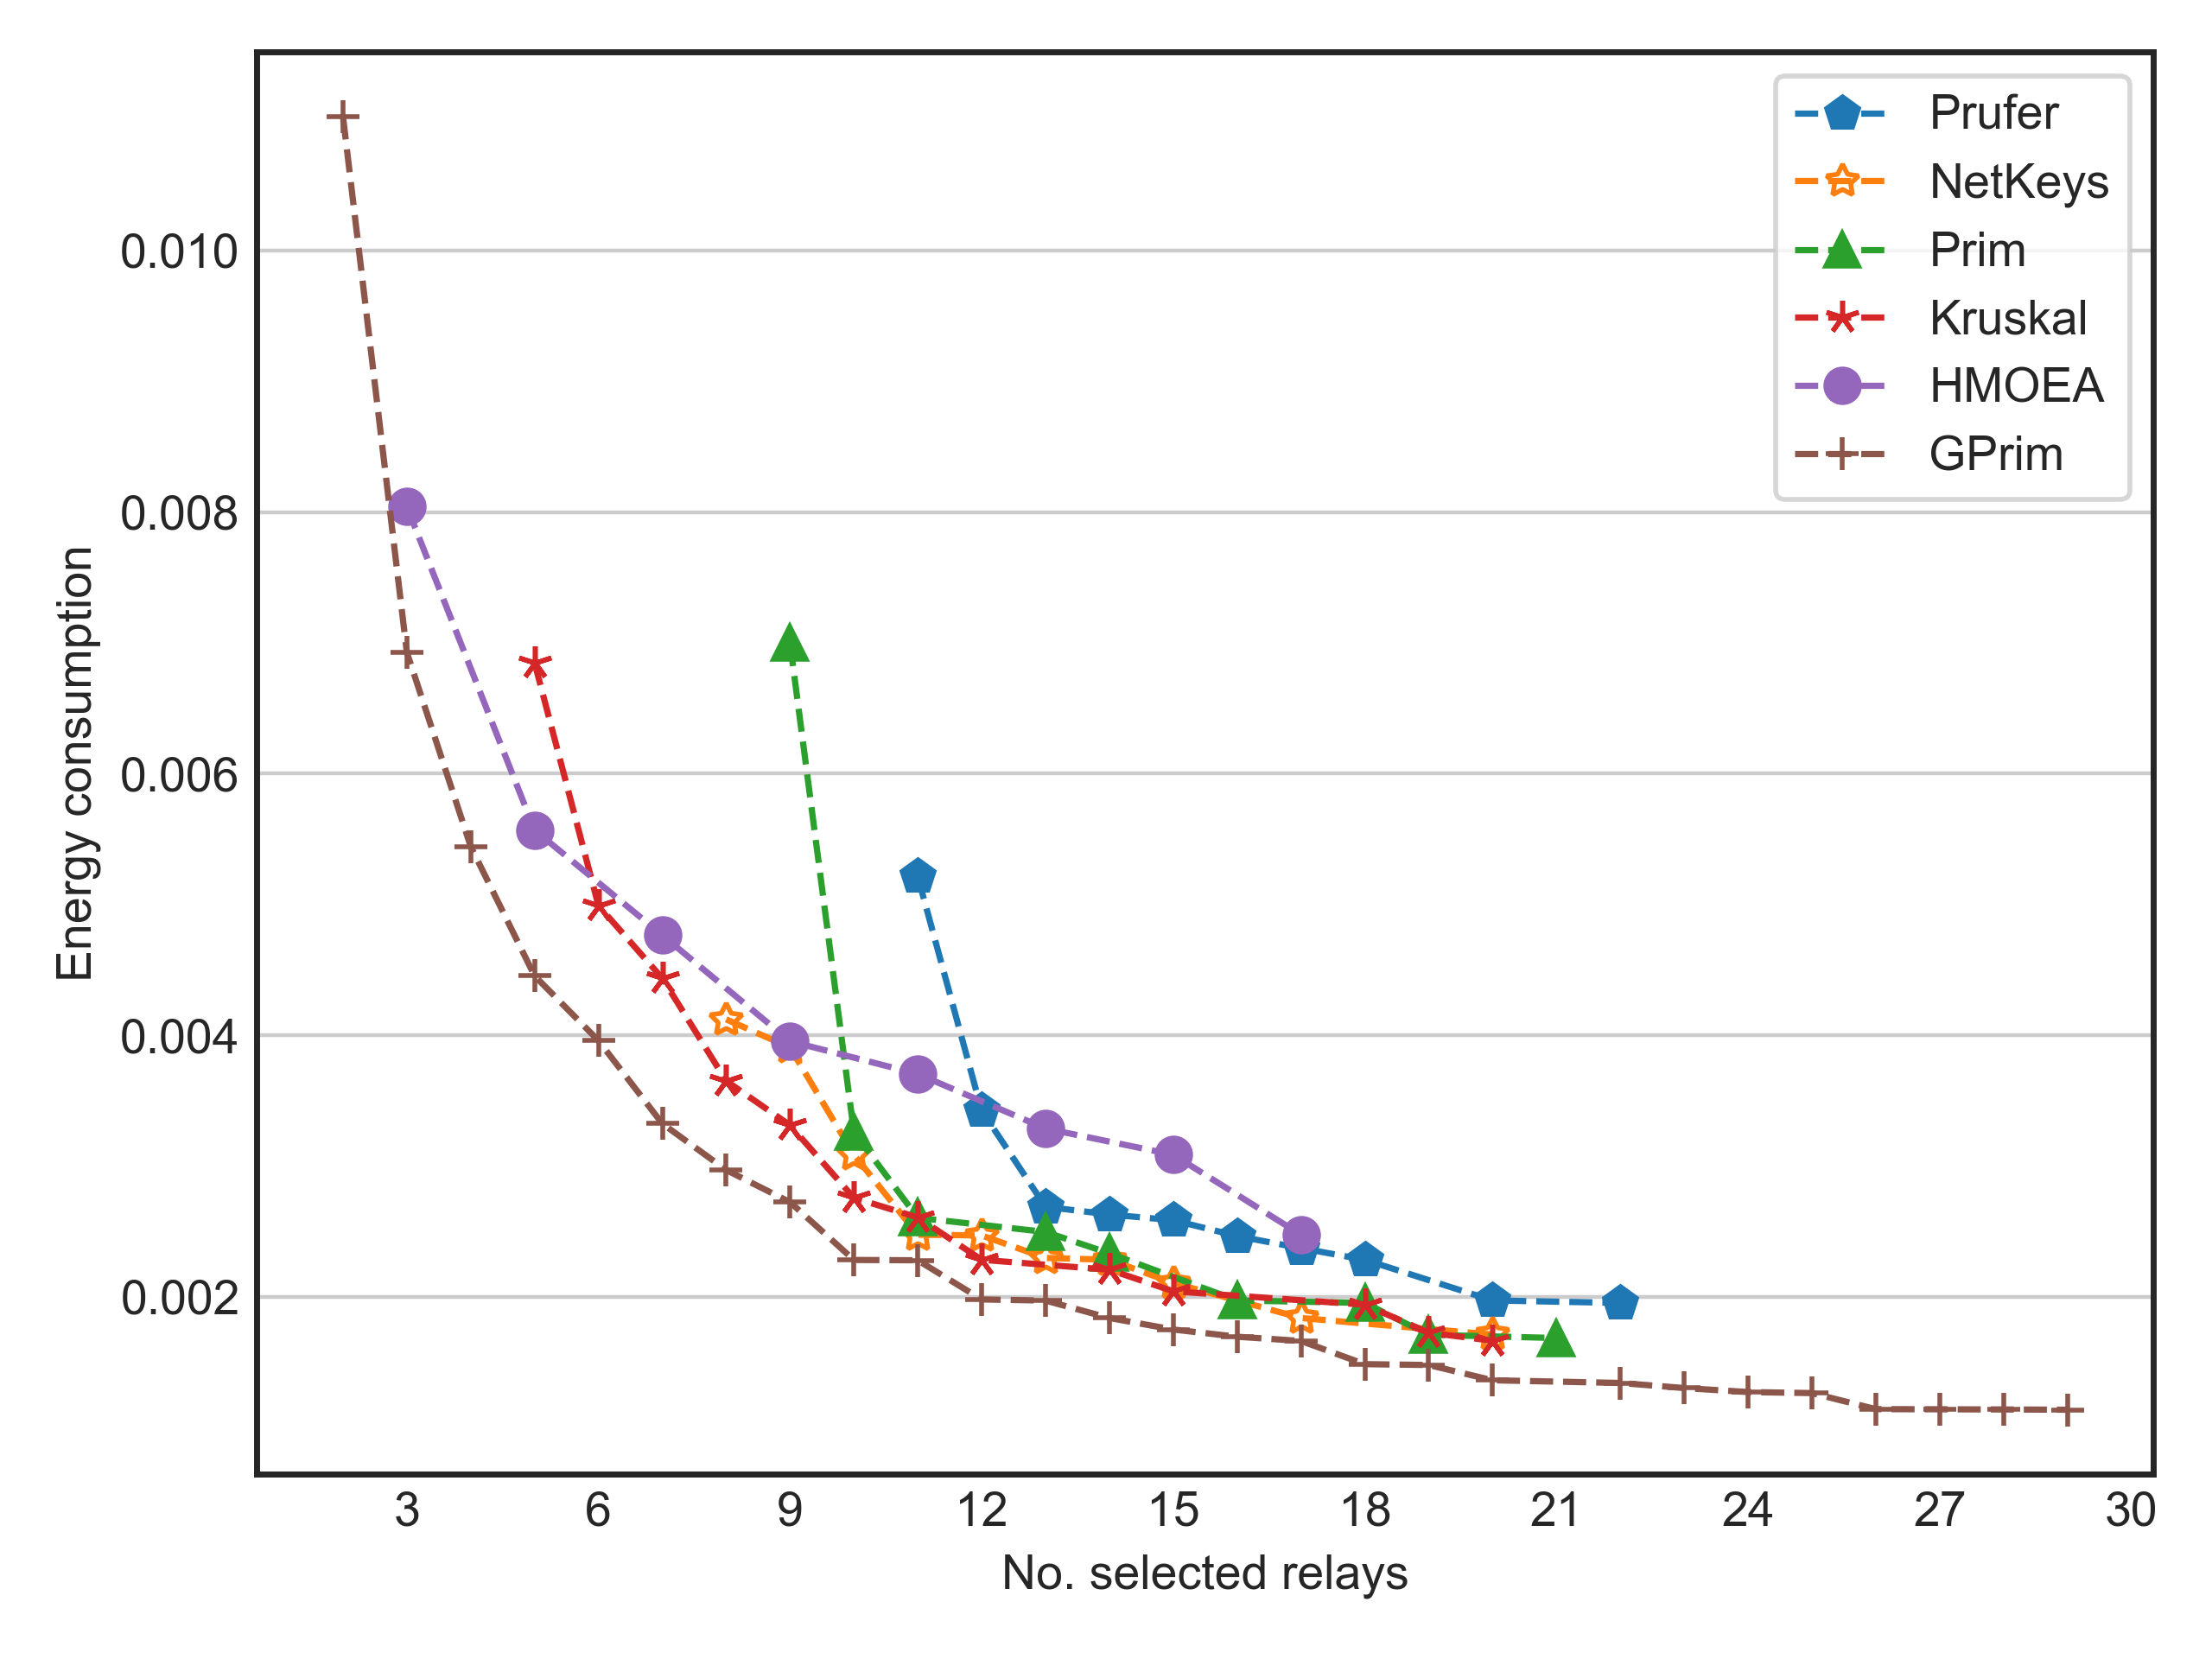 Prufer
NetKeys
Prim
Kruskal
HMOEA
GPrim
Energy consumption
0.010
0.008
0.006
0.004
0.002
3 6 9 12 15 18 21 24 27 30
No. selected relays